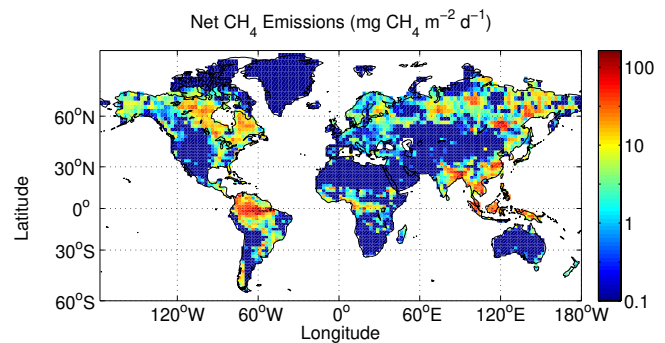 Net CH₄ Emissions (mg CH₄ m⁻² d⁻¹)
100
10
1
0.1
60°N
30°N
0°
30°S
60°S
Latitude
120°W 60°W 0° 60°E 120°E 180°W
Longitude